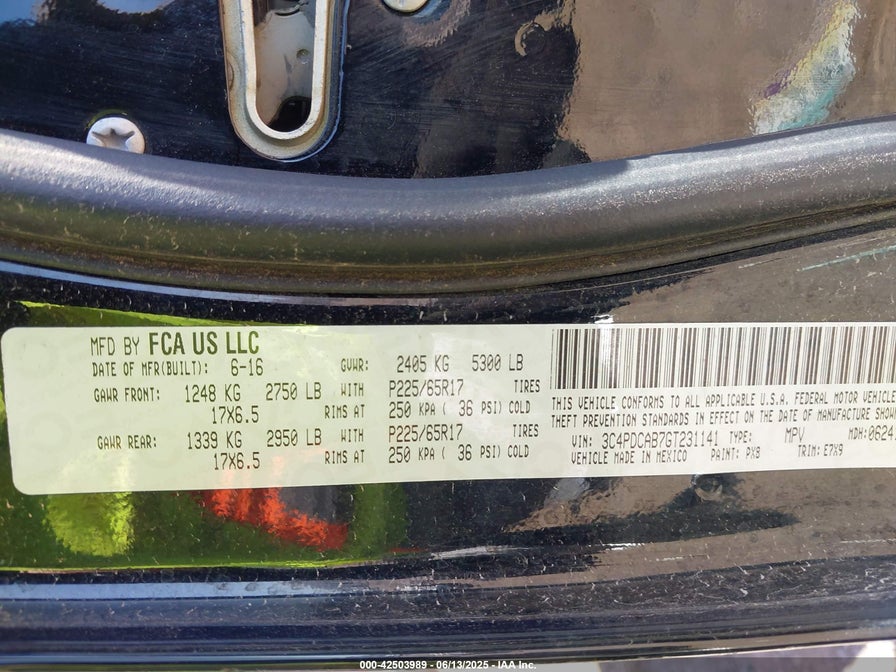 MFD BY FCA US LLC
DATE OF MFR(BUILT): 6-16 GVWR: 2405 KG 5300 LB
GAWR FRONT: 1248 KG 2750 LB WITH P225/65R17 TIRES
17X6.5 RIMS AT 250 KPA ( 36 PSI) COLD
GAWR REAR: 1339 KG 2950 LB WITH P225/65R17 TIRES
17X6.5 RIMS AT 250 KPA ( 36 PSI) COLD
THIS VEHICLE CONFORMS TO ALL APPLICABLE U.S.A. FEDERAL MOTOR VEHICLE
THEFT PREVENTION STANDARDS IN EFFECT ON THE DATE OF MANUFACTURE SHOW
VIN: 3C4PDCAB7GT231141 TYPE: MPV MDH: 0624
VEHICLE MADE IN MEXICO PAINT: PX8 TRIM: E7X9
000-42503989 - 06/13/2025 - IAA Inc.